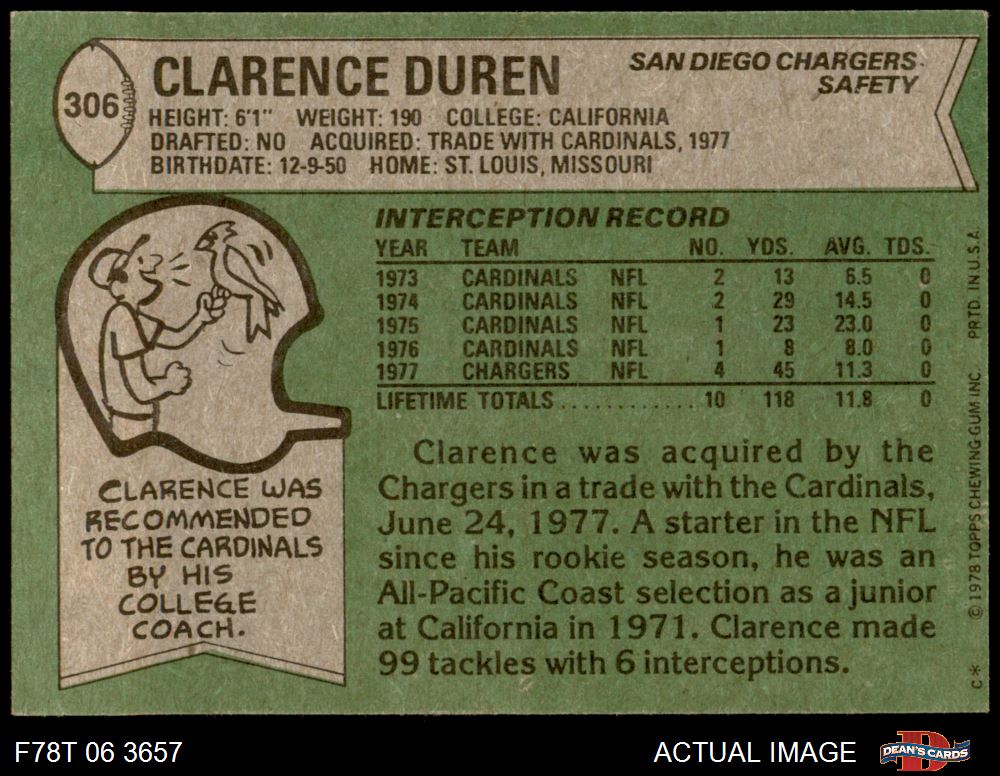 306
CLARENCE DUREN
SAN DIEGO CHARGERS
SAFETY
HEIGHT: 6'1" WEIGHT: 190 COLLEGE: CALIFORNIA
DRAFTED: NO ACQUIRED: TRADE WITH CARDINALS, 1977
BIRTHDATE: 12-9-50 HOME: ST. LOUIS, MISSOURI
INTERCEPTION RECORD
YEAR TEAM NO. YDS. AVG. TDS.
1973 CARDINALS NFL 2 13 6.5 0
1974 CARDINALS NFL 2 29 14.5 0
1975 CARDINALS NFL 1 23 23.0 0
1976 CARDINALS NFL 1 8 8.0 0
1977 CHARGERS NFL 4 45 11.3 0
LIFETIME TOTALS............. 10 118 11.8 0
CLARENCE WAS
RECOMMENDED
TO THE CARDINALS
BY HIS
COLLEGE
COACH.
Clarence was acquired by the
Chargers in a trade with the Cardinals,
June 24, 1977. A starter in the NFL
since his rookie season, he was an
All-Pacific Coast selection as a junior
at California in 1971. Clarence made
99 tackles with 6 interceptions.
C* © 1978 TOPPS CHEWING GUM INC. PRTD. IN U.S.A.
F78T 06 3657
ACTUAL IMAGE
D
DEAN'S CARDS